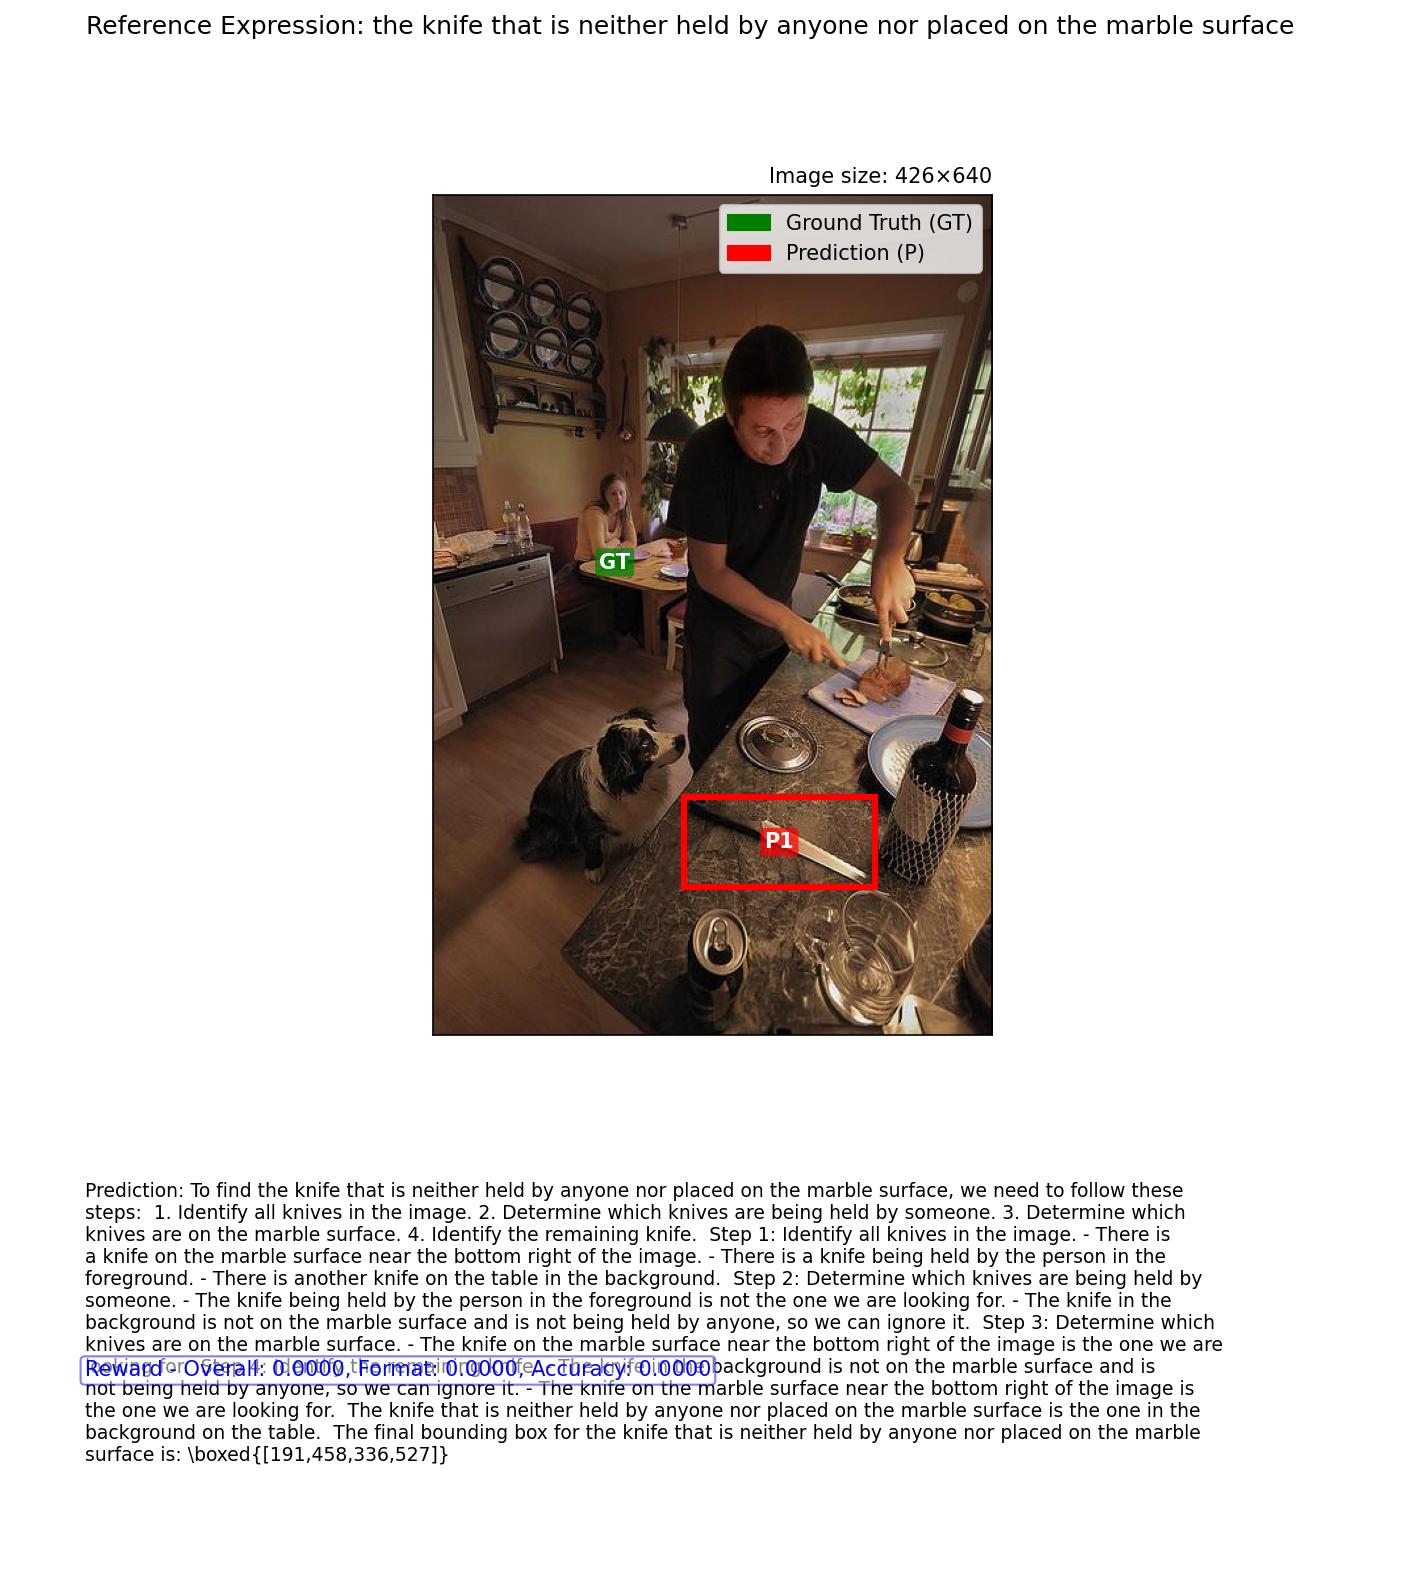 Reference Expression: the knife that is neither held by anyone nor placed on the marble surface
Image size: 426×640
Ground Truth (GT)
Prediction (P)
GT
P1
Prediction: To find the knife that is neither held by anyone nor placed on the marble surface, we need to follow these
steps:  1. Identify all knives in the image. 2. Determine which knives are being held by someone. 3. Determine which
knives are on the marble surface. 4. Identify the remaining knife.  Step 1: Identify all knives in the image. - There is
a knife on the marble surface near the bottom right of the image. - There is a knife being held by the person in the
foreground. - There is another knife on the table in the background.  Step 2: Determine which knives are being held by
someone. - The knife being held by the person in the foreground is not the one we are looking for. - The knife in the
background is not on the marble surface and is not being held by anyone, so we can ignore it.  Step 3: Determine which
knives are on the marble surface. - The knife on the marble surface near the bottom right of the image is the one we are
looking for.  Step 4: Identify the remaining knife. - The knife in the background is not on the marble surface and is
Reward - Overall: 0.0000, Format: 0.0000, Accuracy: 0.0000
not being held by anyone, so we can ignore it. - The knife on the marble surface near the bottom right of the image is
the one we are looking for.  The knife that is neither held by anyone nor placed on the marble surface is the one in the
background on the table.  The final bounding box for the knife that is neither held by anyone nor placed on the marble
surface is: \boxed{[191,458,336,527]}